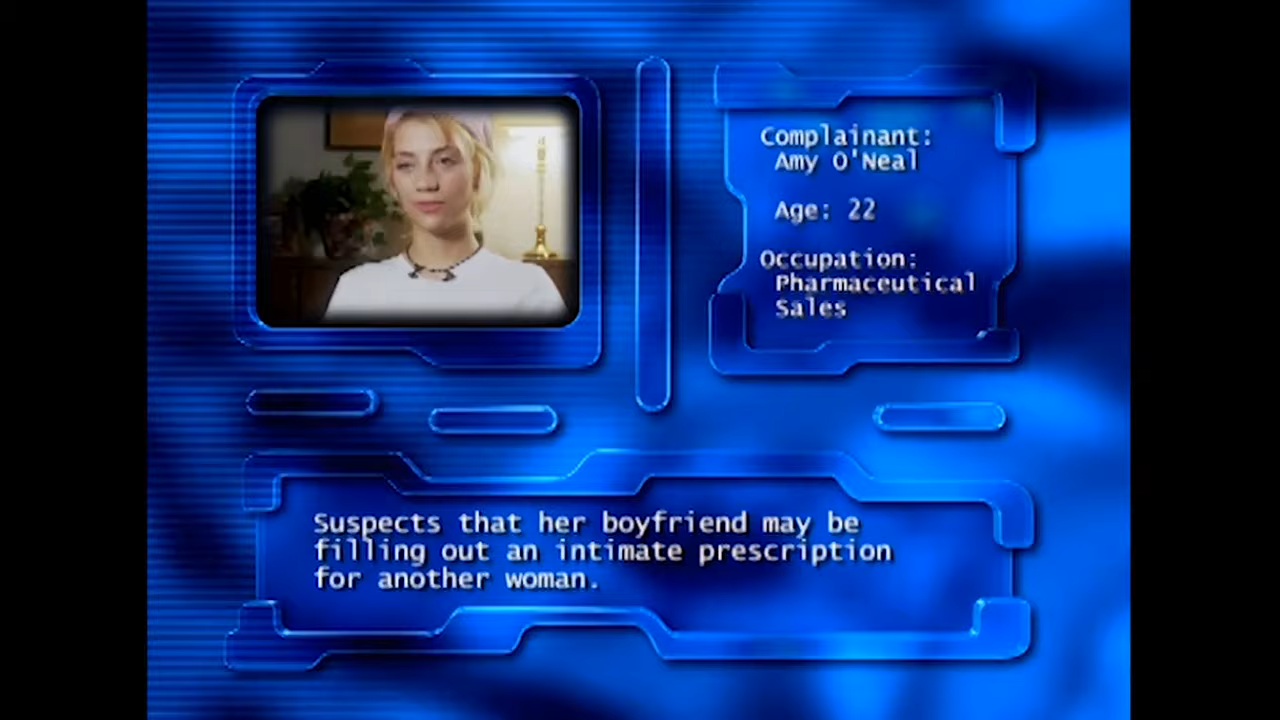 Complainant:
Amy O'Neal
Age: 22
Occupation:
Pharmaceutical
Sales
Suspects that her boyfriend may be
filling out an intimate prescription
for another woman.